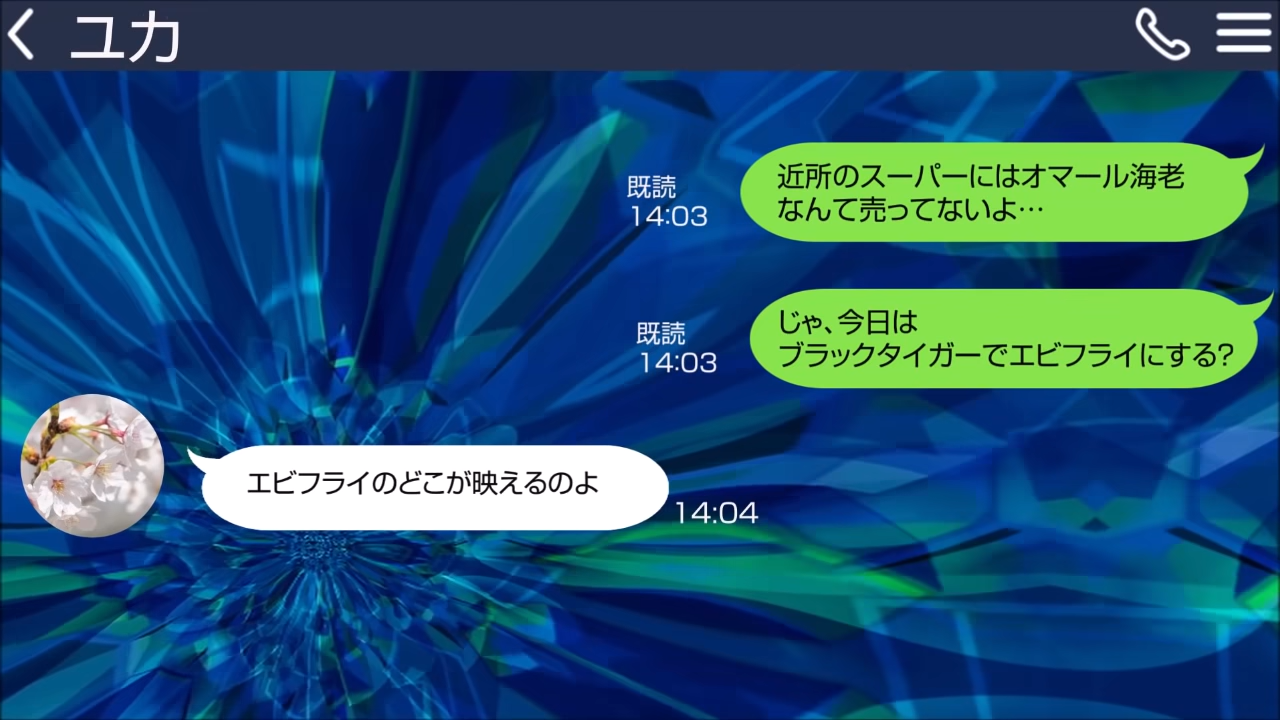 ユカ
近所のスーパーにはオマール海老
なんて売ってないよ…
既読
14:03
じゃ、今日は
ブラックタイガーでエビフライにする?
既読
14:03
エビフライのどこが映えるのよ
14:04